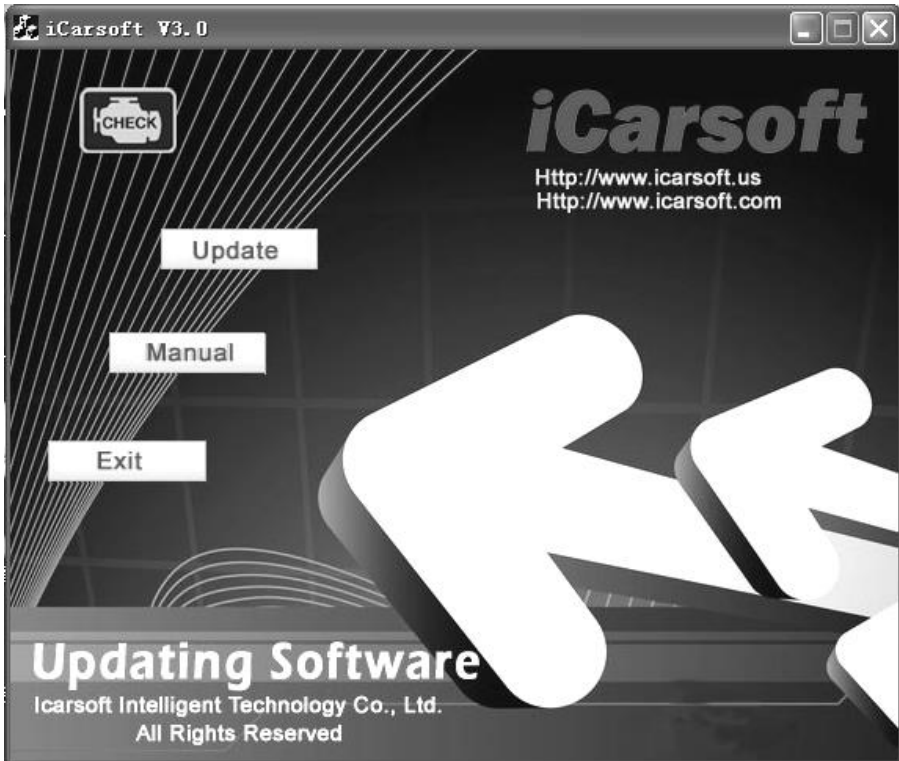 iCarsoft V3.0
CHECK
iCarsoft
Http://www.icarsoft.us
Http://www.icarsoft.com
Update
Manual
Exit
Updating Software
Icarsoft Intelligent Technology Co., Ltd.
All Rights Reserved